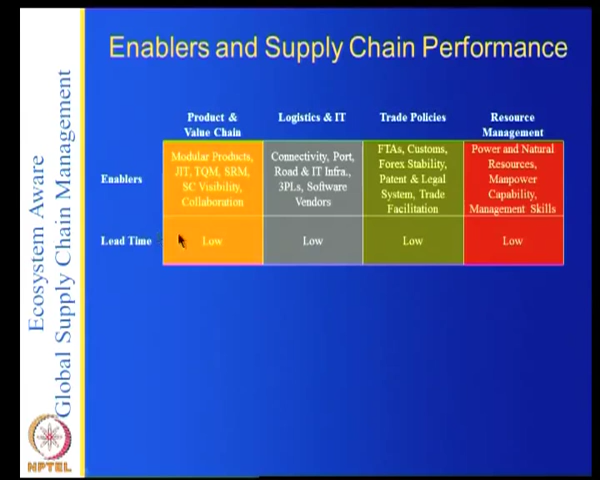 Enablers and Supply Chain Performance
Ecosystem Aware
Global Supply Chain Management
Product &
Value Chain
Logistics & IT
Trade Policies
Resource
Management
Enablers
Modular Products,
JIT, TQM, SRM,
SC Visibility,
Collaboration
Connectivity, Port,
Road & IT Infra.,
3PLs, Software
Vendors
FTAs, Customs,
Forex Stability,
Patent & Legal
System, Trade
Facilitation
Power and Natural
Resources,
Manpower
Capability,
Management Skills
Lead Time
Low
Low
Low
Low
NPTEL